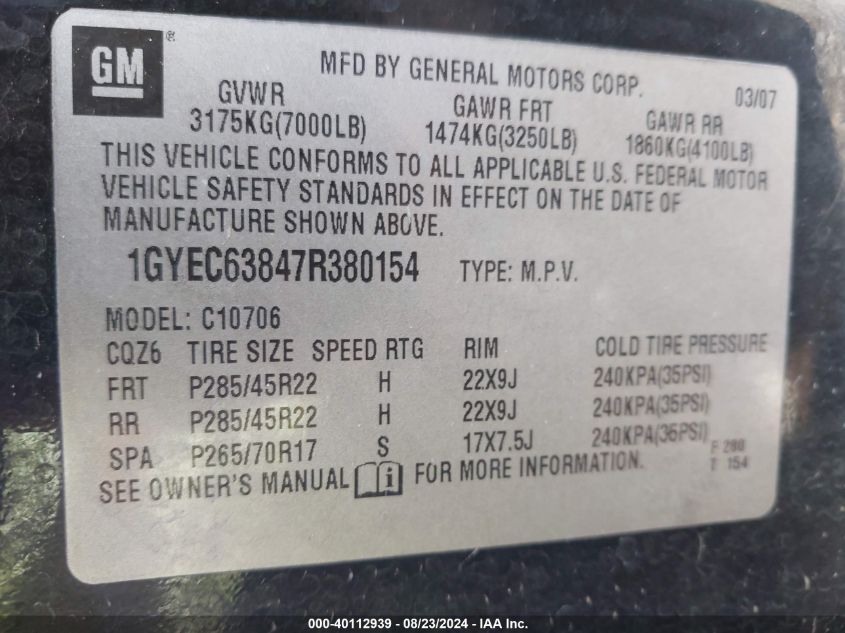 GM ®
MFD BY GENERAL MOTORS CORP. 03/07
GVWR GAWR FRT GAWR RR
3175KG(7000LB) 1474KG(3250LB) 1860KG(4100LB)
THIS VEHICLE CONFORMS TO ALL APPLICABLE U.S. FEDERAL MOTOR
VEHICLE SAFETY STANDARDS IN EFFECT ON THE DATE OF
MANUFACTURE SHOWN ABOVE.
1GYEC63847R380154 TYPE: M.P.V.
MODEL: C10706
CQZ6 TIRE SIZE SPEED RTG RIM COLD TIRE PRESSURE
FRT P285/45R22 H 22X9J 240KPA(35PSI)
RR P285/45R22 H 22X9J 240KPA(35PSI)
SPA P265/70R17 S 17X7.5J 240KPA(35PSI)
F 280
T 154
SEE OWNER'S MANUAL i FOR MORE INFORMATION.
000-40112939 - 08/23/2024 - IAA Inc.